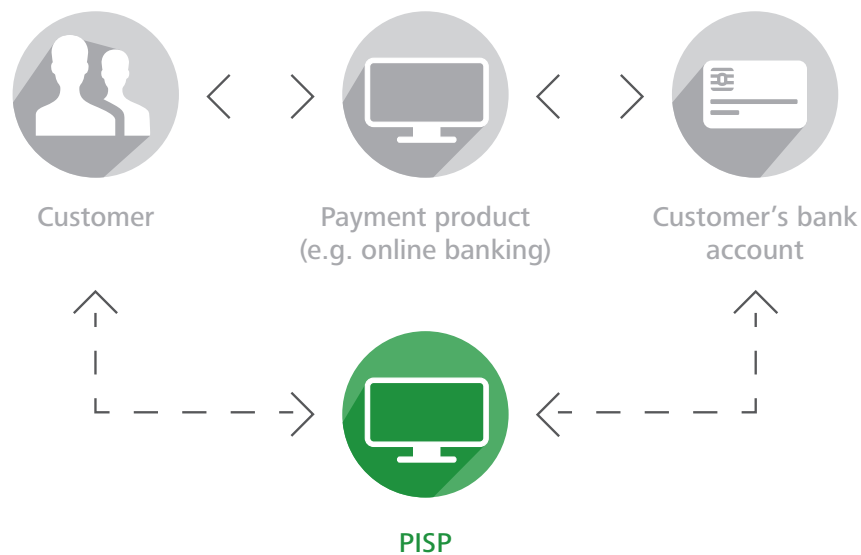 Customer
Payment product
(e.g. online banking)
Customer's bank
account
PISP